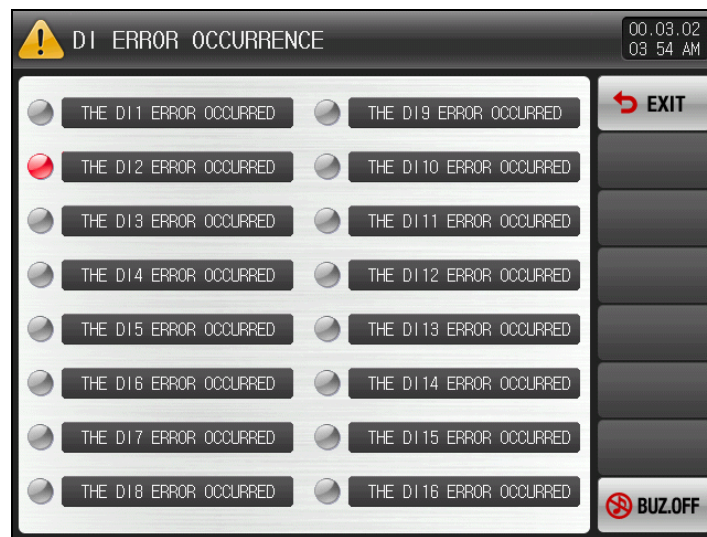 DI ERROR OCCURRENCE
00.03.02
03 54 AM
THE DI1 ERROR OCCURRED
THE DI2 ERROR OCCURRED
THE DI3 ERROR OCCURRED
THE DI4 ERROR OCCURRED
THE DI5 ERROR OCCURRED
THE DI6 ERROR OCCURRED
THE DI7 ERROR OCCURRED
THE DI8 ERROR OCCURRED
THE DI9 ERROR OCCURRED
THE DI10 ERROR OCCURRED
THE DI11 ERROR OCCURRED
THE DI12 ERROR OCCURRED
THE DI13 ERROR OCCURRED
THE DI14 ERROR OCCURRED
THE DI15 ERROR OCCURRED
THE DI16 ERROR OCCURRED
EXIT
BUZ.OFF